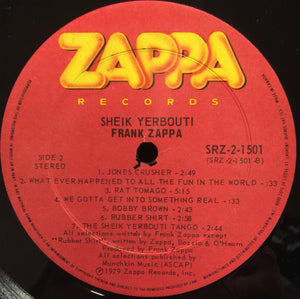 ZAPPA
RECORDS
SHEIK YERBOUTI
FRANK ZAPPA
SRZ-2-1501
(SRZ-2-1501-B)
SIDE 2
STEREO
1. JONES CRUSHER - 2:49
2. WHAT EVER HAPPENED TO ALL THE FUN IN THE WORLD - :33
3. RAT TOMAGO - 5:15
4. WE GOTTA GET INTO SOMETHING REAL - :33
5. BOBBY BROWN - 2:49
6. RUBBER SHIRT - 2:58
7. THE SHEIK YERBOUTI TANGO - 2:44
All selections written by Frank Zappa except
"Rubber Shirt", written by Zappa, Bozzio & O'Hearn
Produced by Frank Zappa
All selections published by
Munchkin Music (ASCAP)
℗ 1979 Zappa Records, Inc.